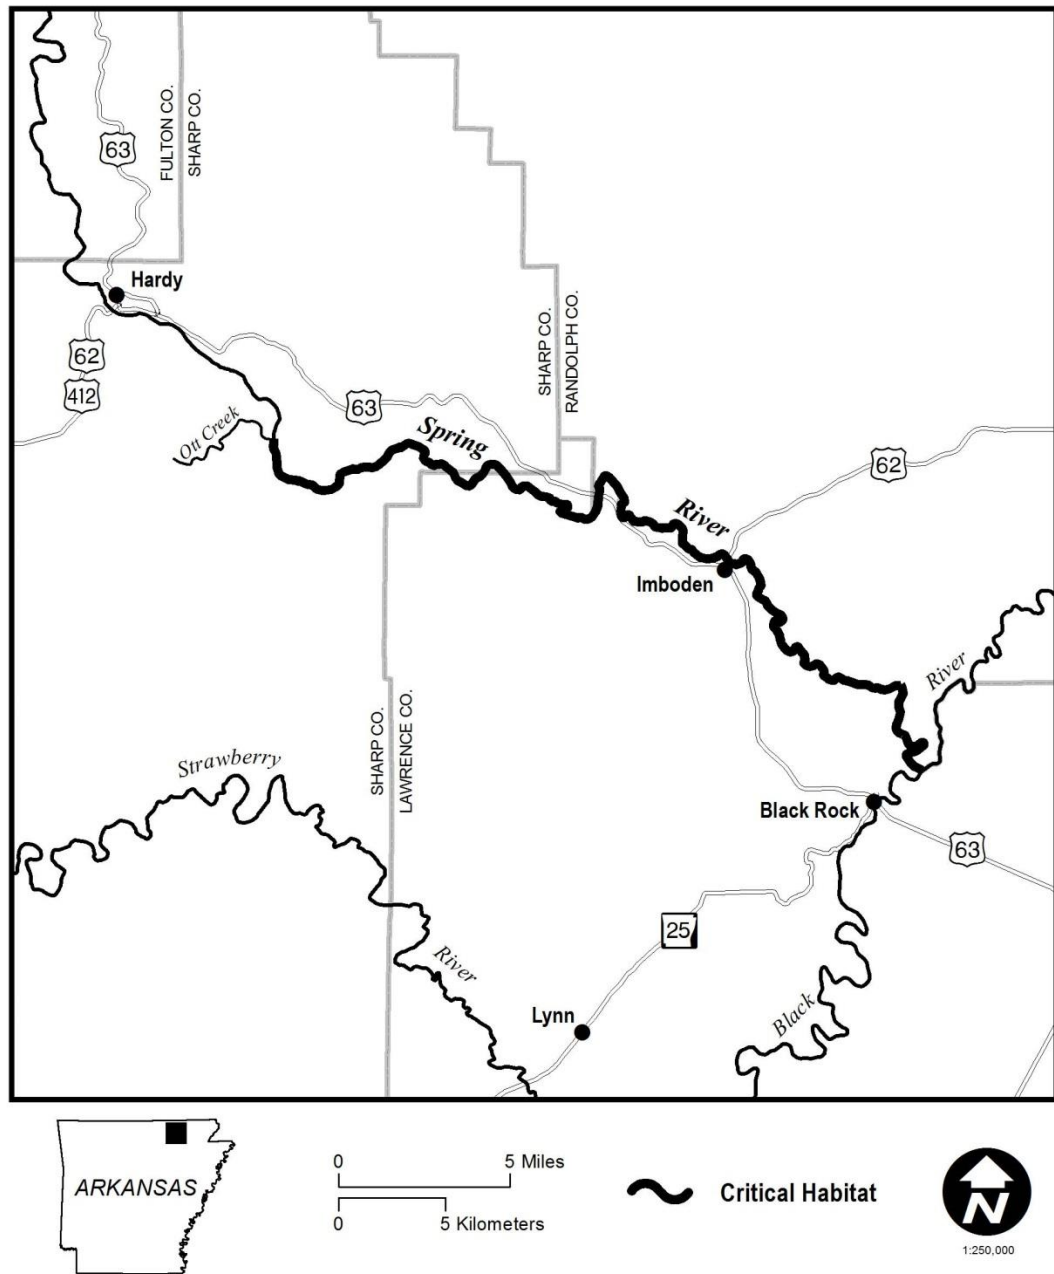 63
FULTON CO.
SHARP CO.
Hardy
62
412
63
Ott Creek
Spring
River
SHARP CO.
RANDOLPH CO.
62
Imboden
River
SHARP CO.
LAWRENCE CO.
Strawberry
River
Black Rock
63
25
Lynn
Black
ARKANSAS
0 5 Miles
0 5 Kilometers
Critical Habitat
N
1:250,000